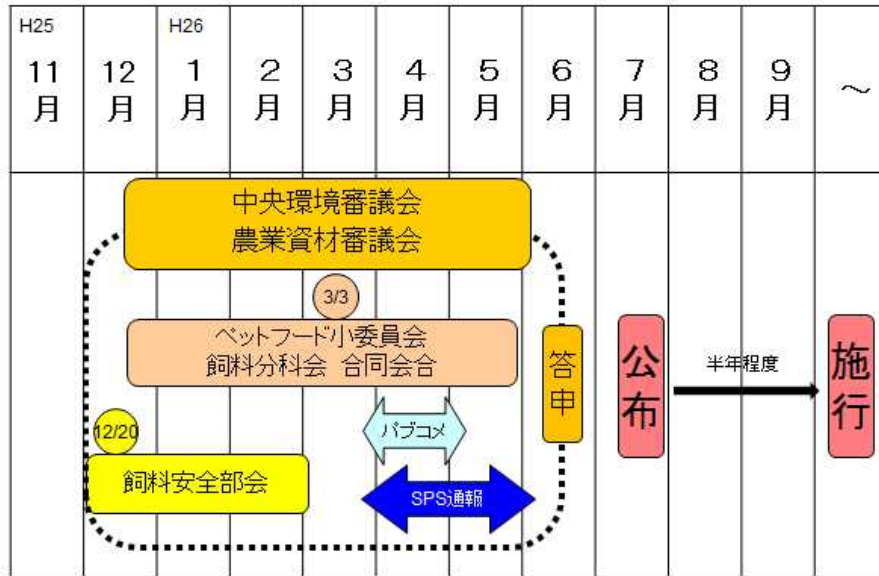 H25
H26
11月
12月
1月
2月
3月
4月
5月
6月
7月
8月
9月
～
中央環境審議会
農業資材審議会
3/3
ペットフード小委員会
飼料分科会 合同会合
答申
公布
半年程度
施行
12/20
パブコメ
飼料安全部会
SPS通報